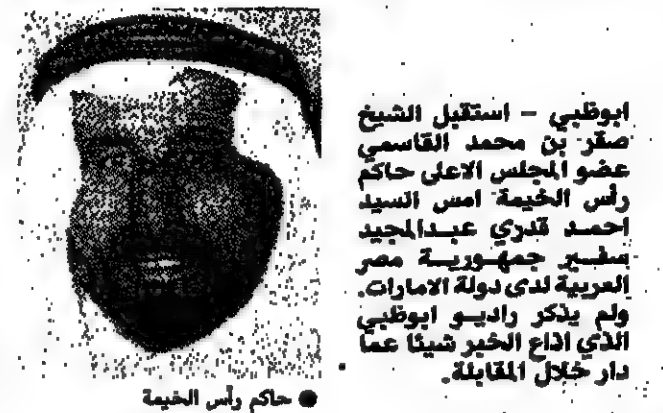 ابوظبي – استقبل الشيخ
صقر بن محمد القاسمي
عضو المجلس الاعلى حاكم
رأس الخيمة امس السيد
احمد قدري عبدالمجيد
سفير جمهورية مصر
العربية لدى دولة الامارات.
ولم يذكر راديو ابوظبي
الذي اذاع الخبر شيئا عما
دار خلال المقابلة.
● حاكم رأس الخيمة